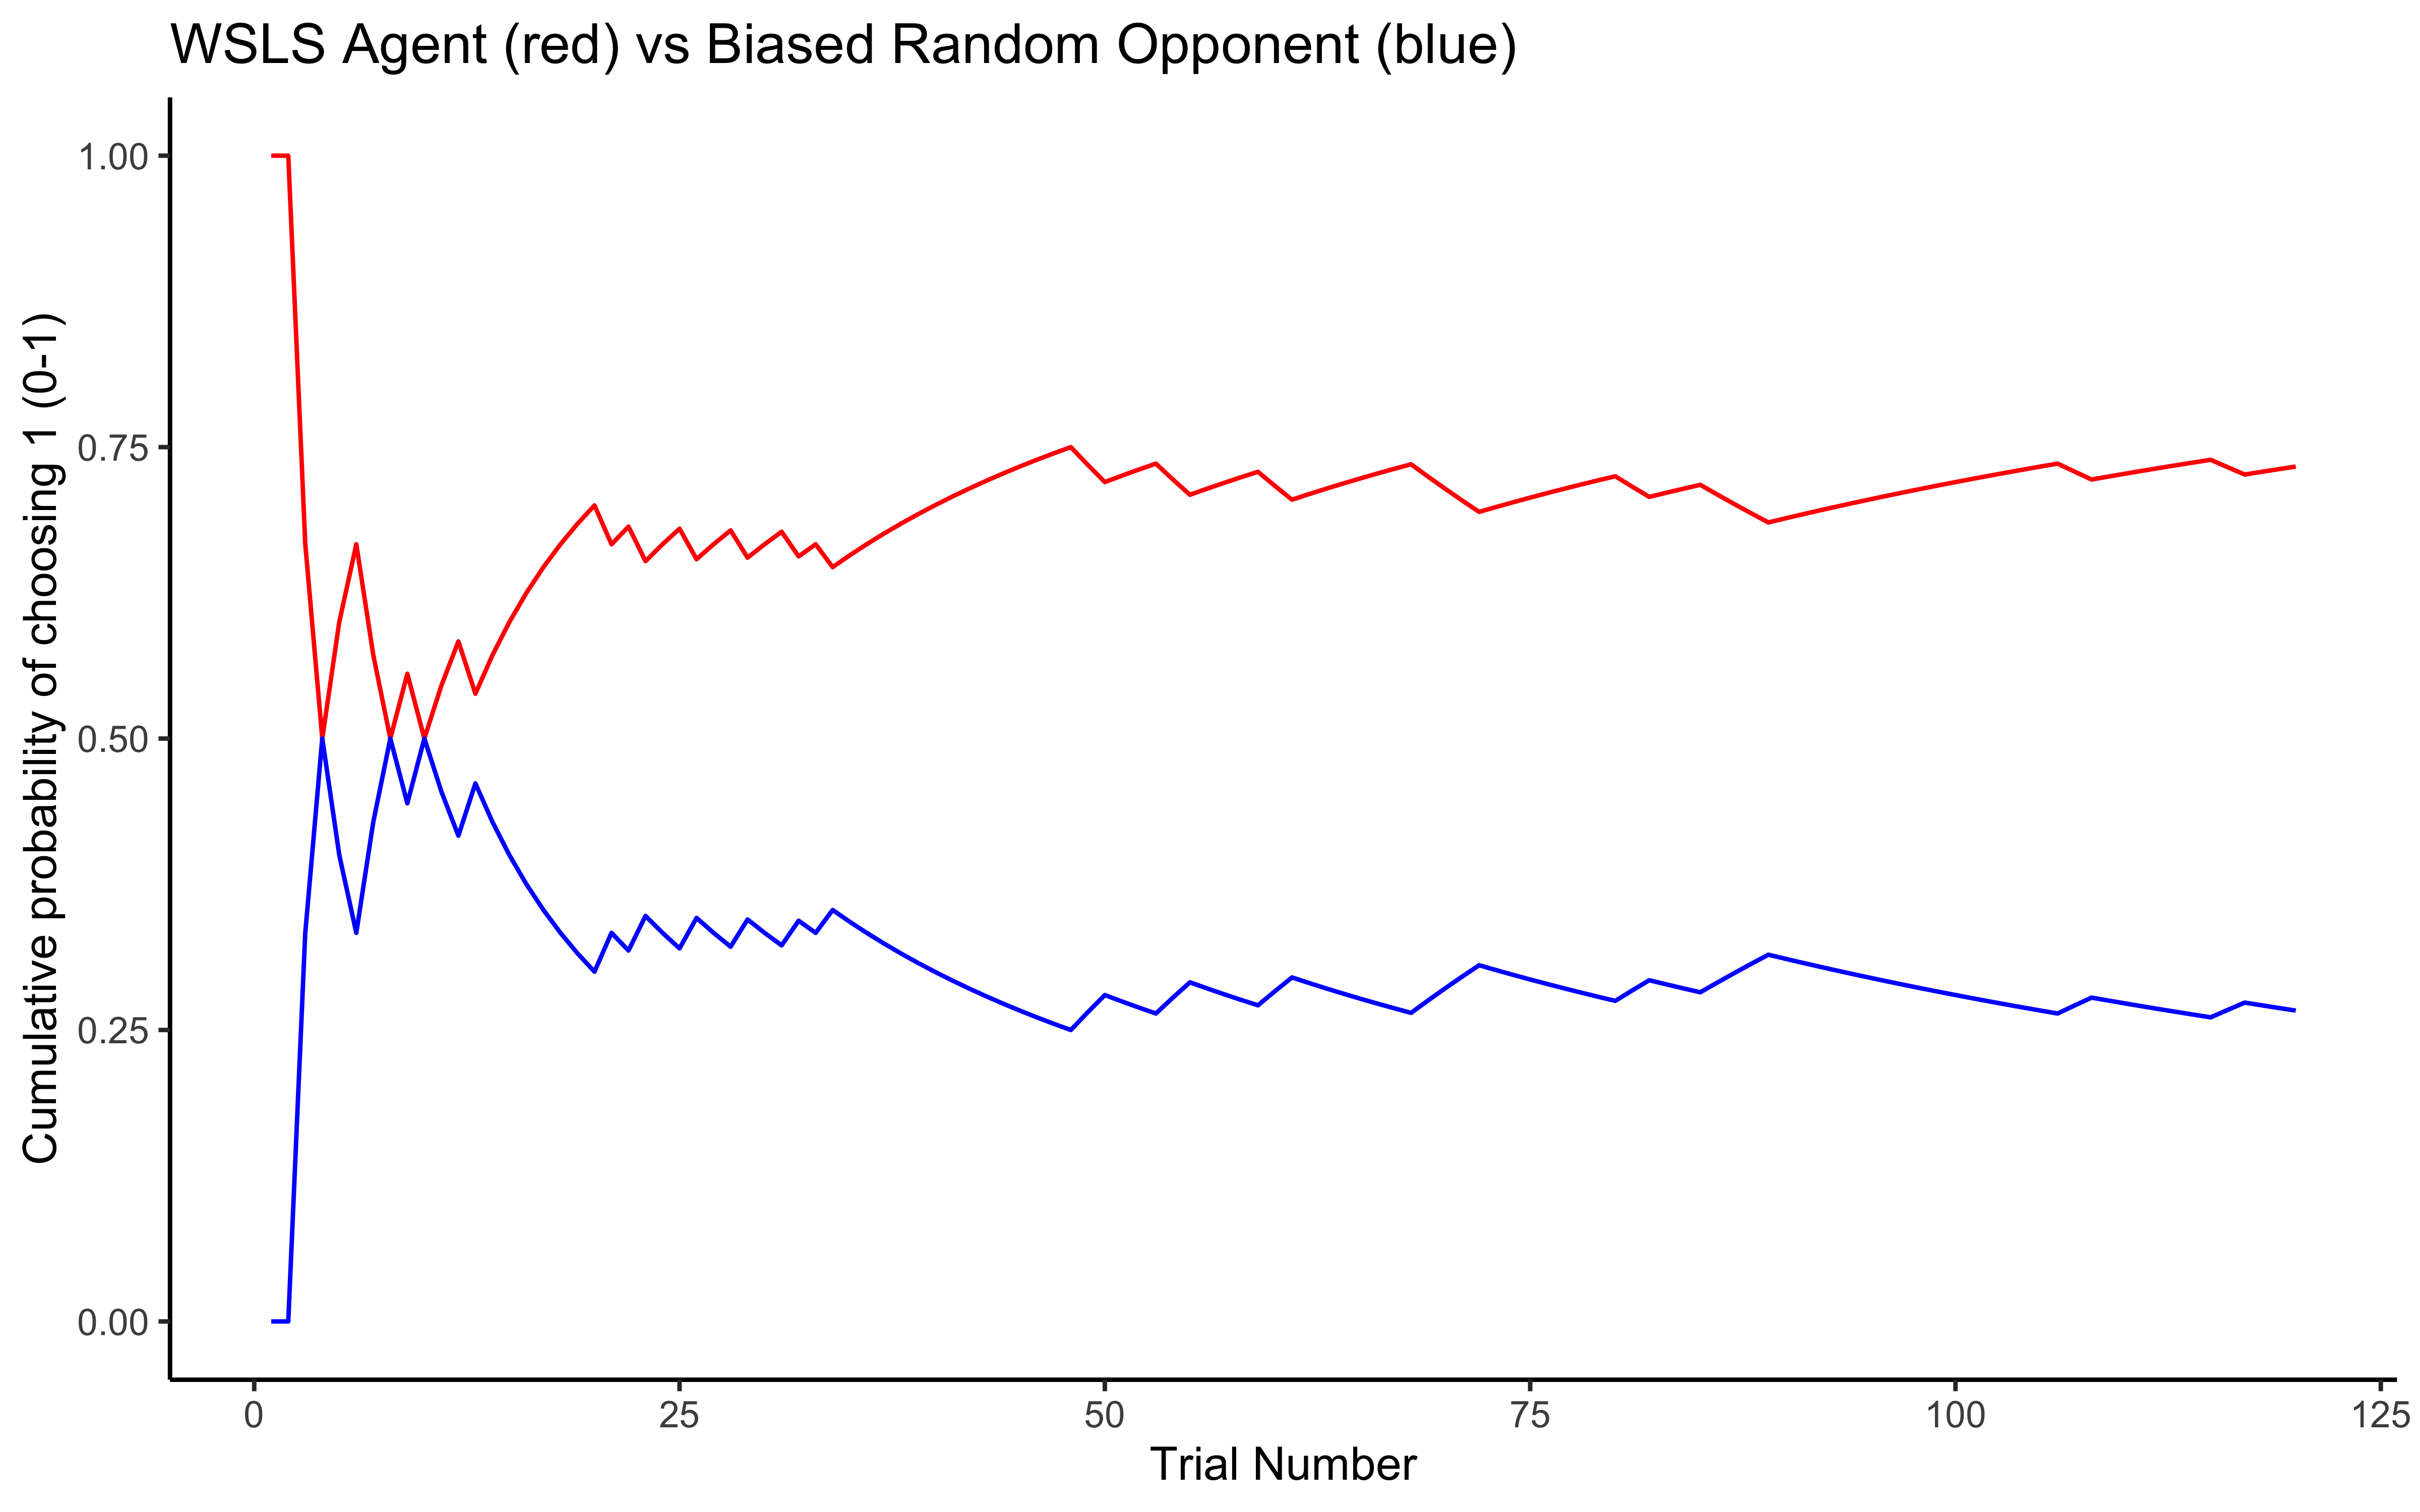 WSLS Agent (red) vs Biased Random Opponent (blue)
Cumulative probability of choosing 1 (0-1)
1.00
0.75
0.50
0.25
0.00
0 25 50 75 100 125
Trial Number